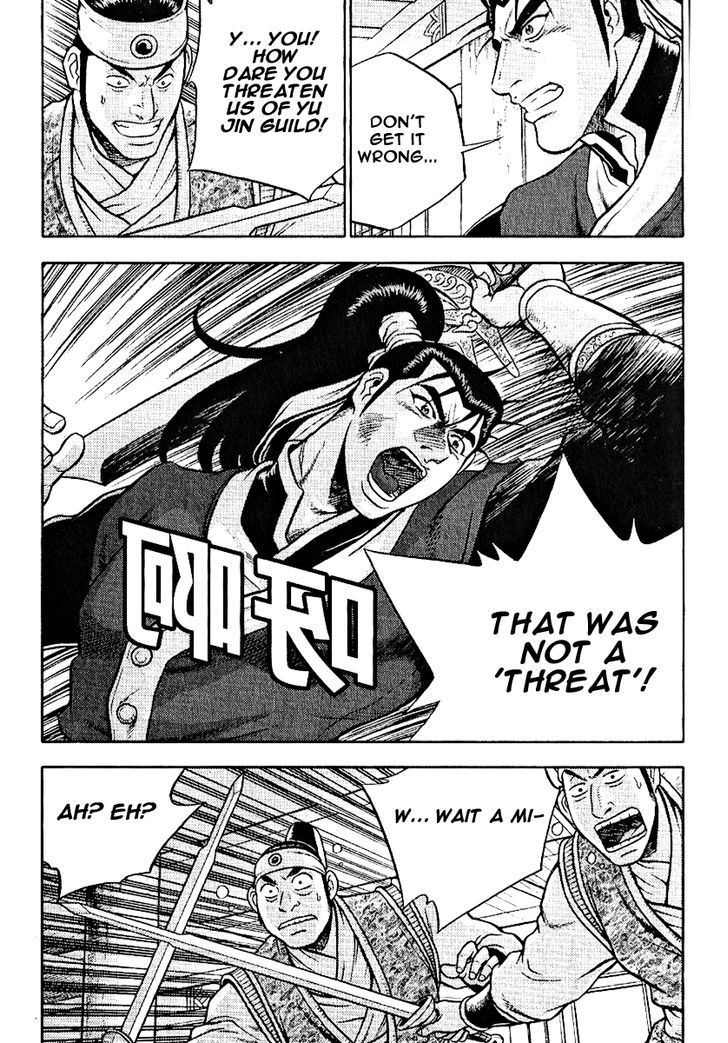 Y... YOU!
HOW
DARE YOU
THREATEN
US OF YU
JIN GUILD!
DON'T
GET IT
WRONG...
THAT WAS
NOT A
'THREAT'!
AH? EH?
W... WAIT A MI-